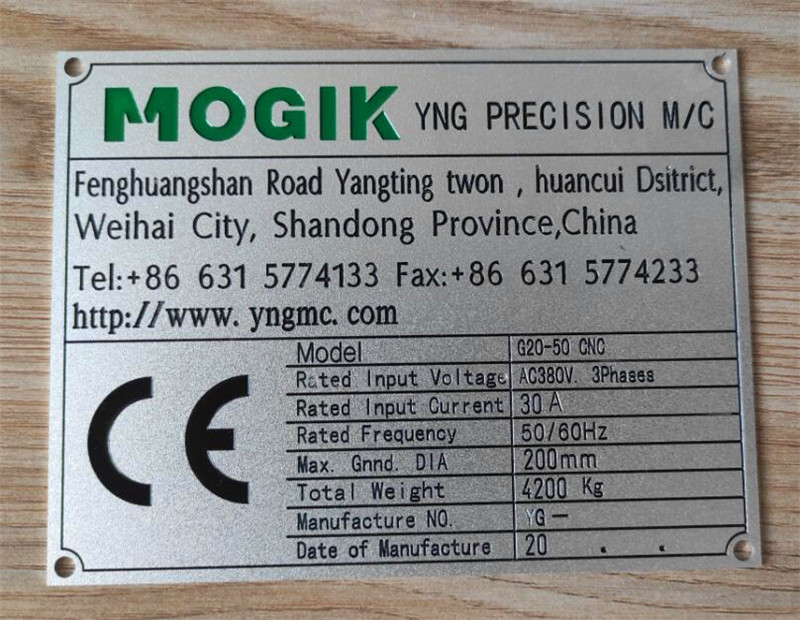 MOGIK YNG PRECISION M/C
Fenghuangshan Road Yangting twon , huancui Dsitrict,
Weihai City, Shandong Province,China
Tel:+86 631 5774133 Fax:+86 631 5774233
http://www. yngmc. com
CE
Model G20-50 CNC
Rated Input Voltage AC380V. 3Phases
Rated Input Current 30 A
Rated Frequency 50/60Hz
Max. Gnnd. DIA 200mm
Total Weight 4200 Kg
Manufacture NO. YG—
Date of Manufacture 20 . .